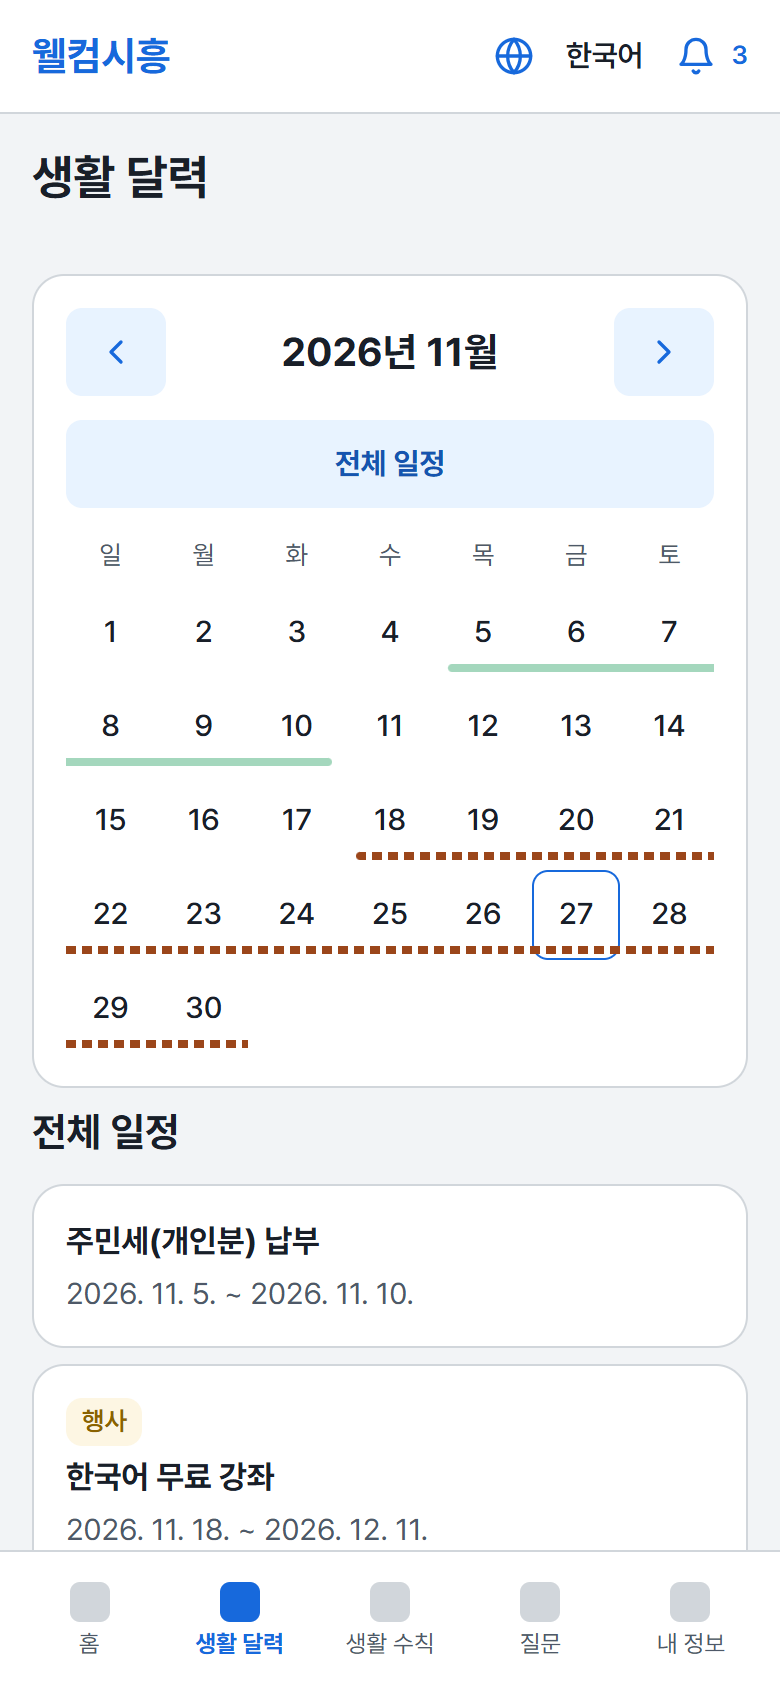 웰컴시흥
한국어
3
생활 달력
2026년 11월
전체 일정
일 월 화 수 목 금 토
1 2 3 4 5 6 7
8 9 10 11 12 13 14
15 16 17 18 19 20 21
22 23 24 25 26 27 28
29 30
전체 일정
주민세(개인분) 납부
2026. 11. 5. ~ 2026. 11. 10.
행사
한국어 무료 강좌
2026. 11. 18. ~ 2026. 12. 11.
홈 생활 달력 생활 수칙 질문 내 정보